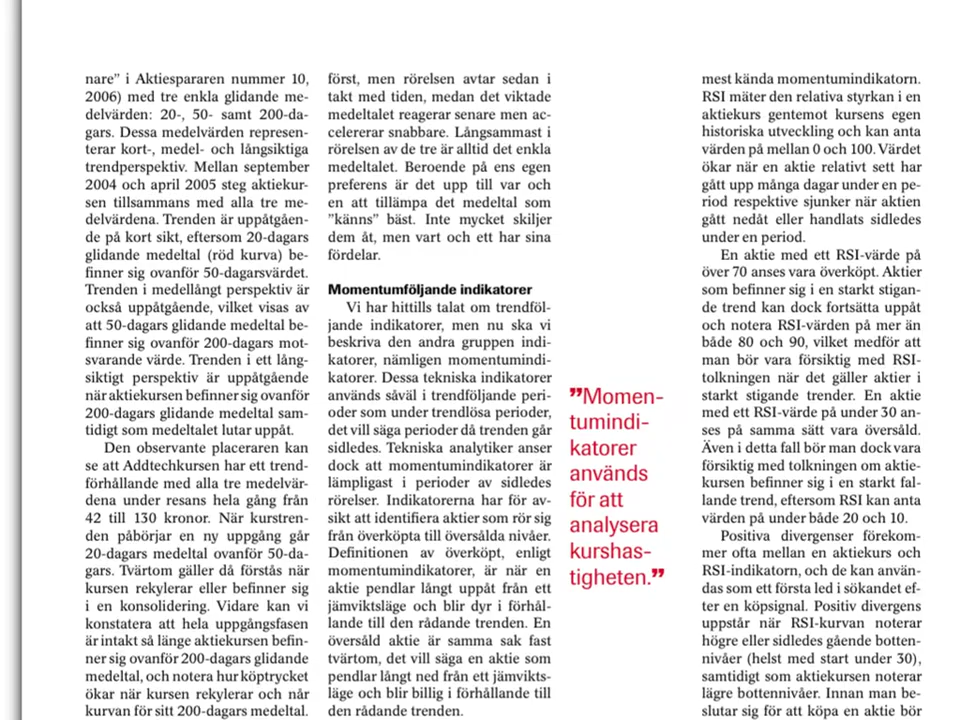 nare” i Aktiespararen nummer 10,
2006) med tre enkla glidande me-
delvärden: 20-, 50- samt 200-da-
gars. Dessa medelvärden represen-
terar kort-, medel- och långsiktiga
trendperspektiv. Mellan september
2004 och april 2005 steg aktiekur-
sen tillsammans med alla tre me-
delvärdena. Trenden är uppåtgåen-
de på kort sikt, eftersom 20-dagars
glidande medeltal (röd kurva) be-
finner sig ovanför 50-dagarsvärdet.
Trenden i medellångt perspektiv är
också uppåtgående, vilket visas av
att 50-dagars glidande medeltal be-
finner sig ovanför 200-dagars mot-
svarande värde. Trenden i ett lång-
siktigt perspektiv är uppåtgående
när aktiekursen befinner sig ovanför
200-dagars glidande medeltal sam-
tidigt som medeltalet lutar uppåt.
Den observante placeraren kan
se att Addtechkursen har ett trend-
förhållande med alla tre medelvär-
dena under resans hela gång från
42 till 130 kronor. När kurstren-
den påbörjar en ny uppgång går
20-dagars medeltal ovanför 50-da-
gars. Tvärtom gäller då förstås när
kursen rekylerar eller befinner sig
i en konsolidering. Vidare kan vi
konstatera att hela uppgångsfasen
är intakt så länge aktiekursen befin-
ner sig ovanför 200-dagars glidande
medeltal, och notera hur köptrycket
ökar när kursen rekylerar och når
kurvan för sitt 200-dagars medeltal.
först, men rörelsen avtar sedan i
takt med tiden, medan det viktade
medeltalet reagerar senare men ac-
celererar snabbare. Långsammast i
rörelsen av de tre är alltid det enkla
medeltalet. Beroende på ens egen
preferens är det upp till var och
en att tillämpa det medeltal som
”känns” bäst. Inte mycket skiljer
dem åt, men vart och ett har sina
fördelar.
Momentumföljande indikatorer
Vi har hittills talat om trendföl-
jande indikatorer, men nu ska vi
beskriva den andra gruppen indi-
katorer, nämligen momentumindi-
katorer. Dessa tekniska indikatorer
används såväl i trendföljande peri-
oder som under trendlösa perioder,
det vill säga perioder då trenden går
sidledes. Tekniska analytiker anser
dock att momentumindikatorer är
lämpligast i perioder av sidledes
rörelser. Indikatorerna har för av-
sikt att identifiera aktier som rör sig
från överköpta till översålda nivåer.
Definitionen av överköpt, enligt
momentumindikatorer, är när en
aktie pendlar långt uppåt från ett
jämviktsläge och blir dyr i förhål-
lande till den rådande trenden. En
översåld aktie är samma sak fast
tvärtom, det vill säga en aktie som
pendlar långt ned från ett jämvikts-
läge och blir billig i förhållande till
den rådande trenden.
”Momen-
tumindi-
katorer
används
för att
analysera
kurshas-
tigheten.”
mest kända momentumindikatorn.
RSI mäter den relativa styrkan i en
aktiekurs gentemot kursens egen
historiska utveckling och kan anta
värden på mellan 0 och 100. Värdet
ökar när en aktie relativt sett har
gått upp många dagar under en pe-
riod respektive sjunker när aktien
gått nedåt eller handlats sidledes
under en period.
En aktie med ett RSI-värde på
över 70 anses vara överköpt. Aktier
som befinner sig i en starkt stigan-
de trend kan dock fortsätta uppåt
och notera RSI-värden på mer än
både 80 och 90, vilket medför att
man bör vara försiktig med RSI-
tolkningen när det gäller aktier i
starkt stigande trender. En aktie
med ett RSI-värde på under 30 an-
ses på samma sätt vara översåld.
Även i detta fall bör man dock vara
försiktig med tolkningen om aktie-
kursen befinner sig i en starkt fal-
lande trend, eftersom RSI kan anta
värden på under både 20 och 10.
Positiva divergenser förekom-
mer ofta mellan en aktiekurs och
RSI-indikatorn, och de kan använ-
das som ett första led i sökandet ef-
ter en köpsignal. Positiv divergens
uppstår när RSI-kurvan noterar
högre eller sidledes gående botten-
nivåer (helst med start under 30),
samtidigt som aktiekursen noterar
lägre bottennivåer. Innan man be-
slutar sig för att köpa en aktie bör